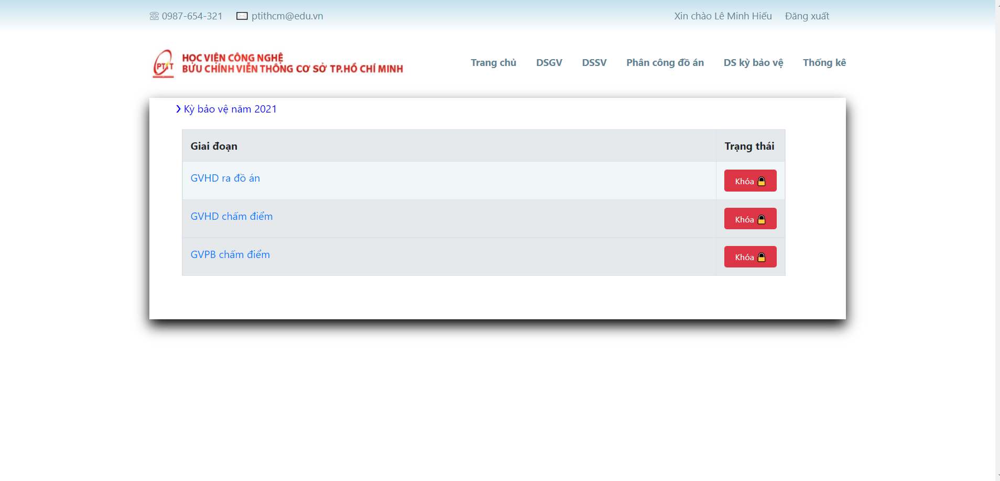 0987-654-321 ptithcm@edu.vn Xin chào Lê Minh Hiếu Đăng xuất
PTIT
HỌC VIỆN CÔNG NGHỆ
BƯU CHÍNH VIỄN THÔNG CƠ SỞ TP.HỒ CHÍ MINH
Trang chủ DSGV DSSV Phân công đồ án DS kỳ bảo vệ Thống kê
Kỳ bảo vệ năm 2021
Giai đoạn Trạng thái
GVHD ra đồ án Khóa
GVHD chấm điểm Khóa
GVPB chấm điểm Khóa